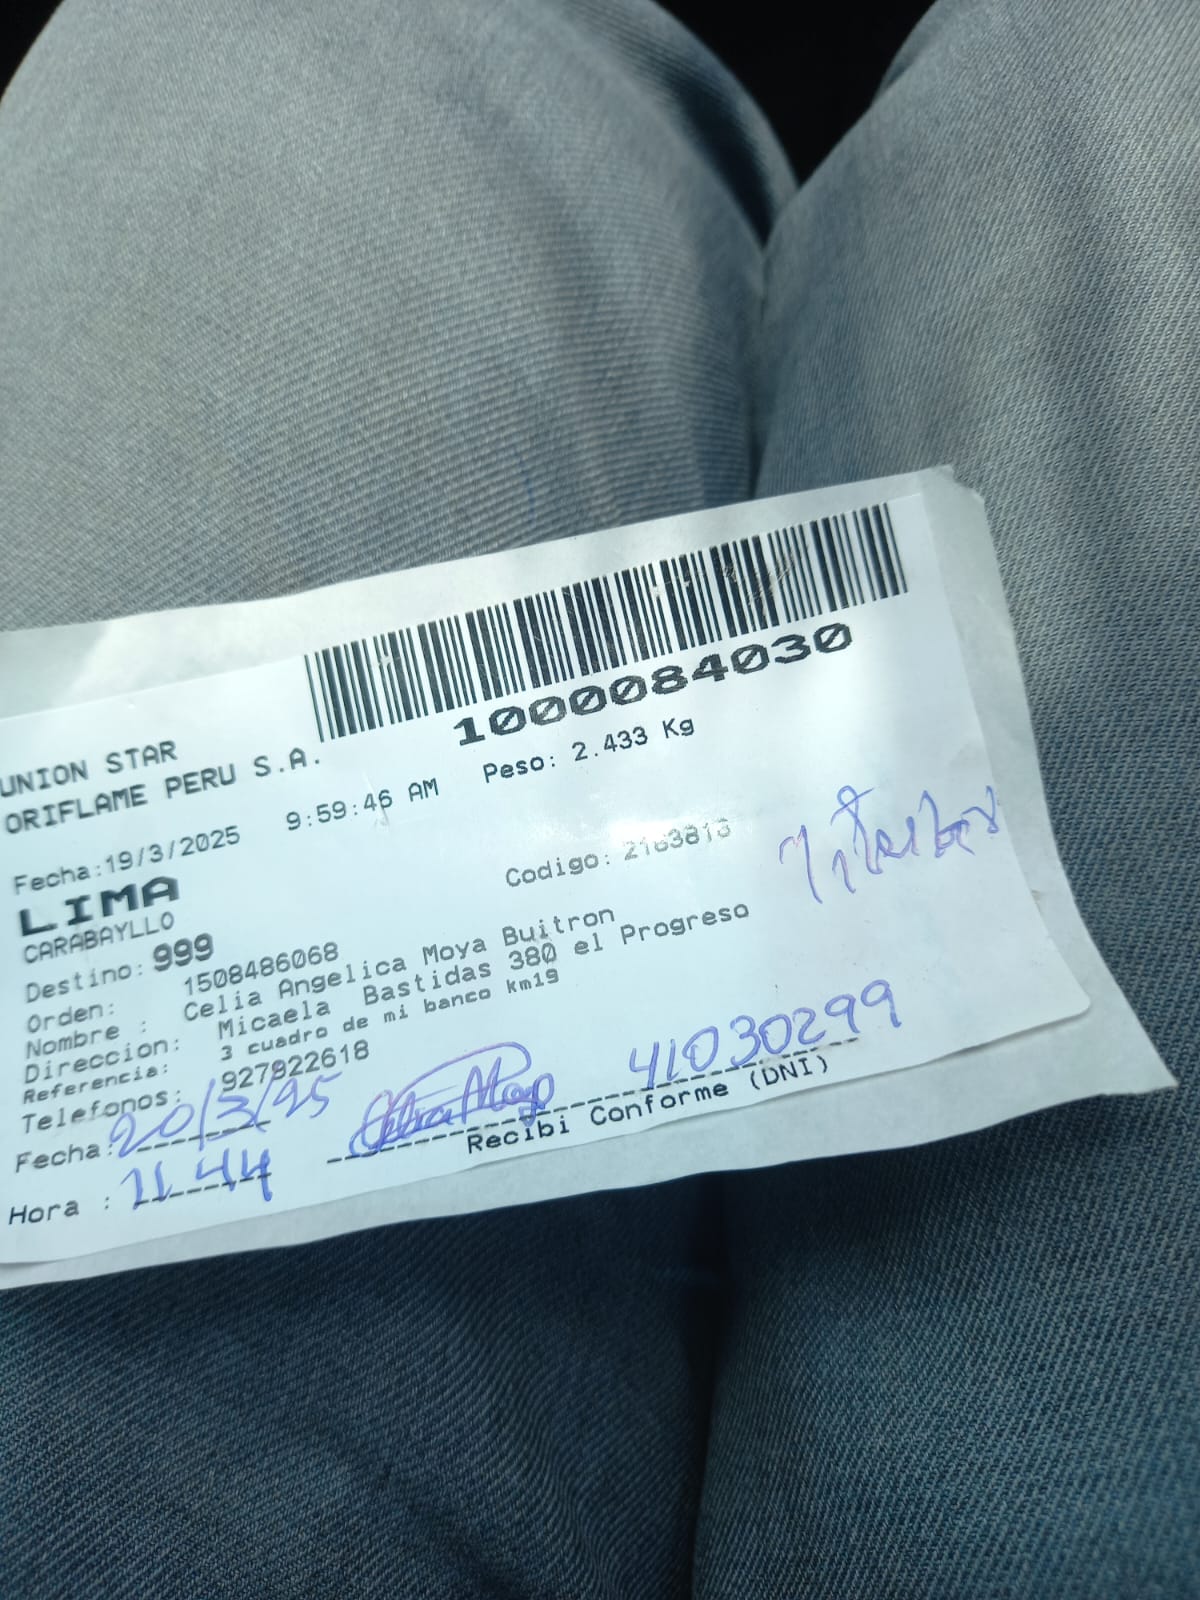 1000084030
UNION STAR
ORIFLAME PERU S.A.
Fecha:19/3/2025 9:59:46 AM Peso: 2.433 Kg
LIMA
CARABAYLLO Codigo: 2163813
Destino: 999
Orden: 1508486068
Nombre : Celia Angelica Moya Buitron
Direccion: Micaela Bastidas 380 el Progreso
Referencia: 3 cuadro de mi banco km19
Telefonos: 927922618
Fecha: 20/3/25 41030299
Hora : 11 44 Recibi Conforme (DNI)